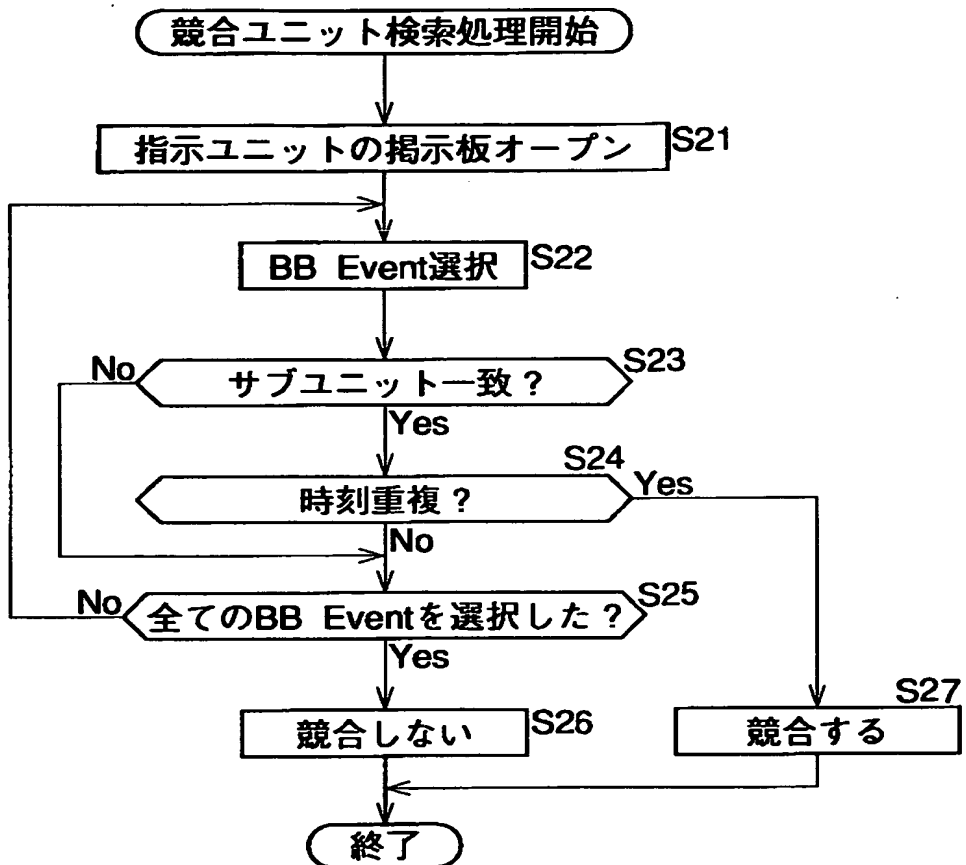 競合ユニット検索処理開始
指示ユニットの掲示板オープン
S21
BB Event選択
S22
サブユニット一致?
S23
No
Yes
時刻重複?
S24
Yes
No
全てのBB Eventを選択した?
S25
No
Yes
競合しない
S26
競合する
S27
終了